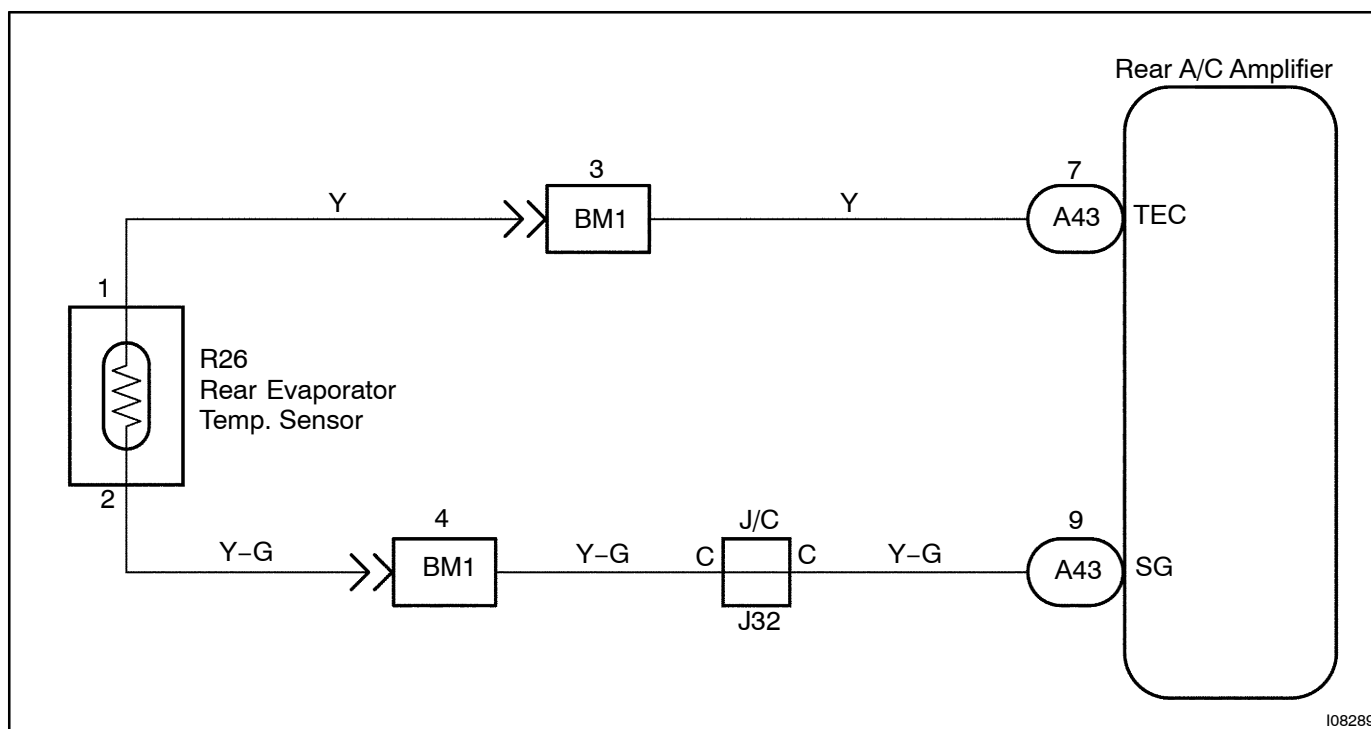 Rear A/C Amplifier
3
7
Y
BM1
Y
A43
TEC
1
R26
Rear Evaporator
Temp. Sensor
2
4
J/C
9
Y–G
BM1
Y–G
C
C
Y–G
A43
SG
J32
I08289